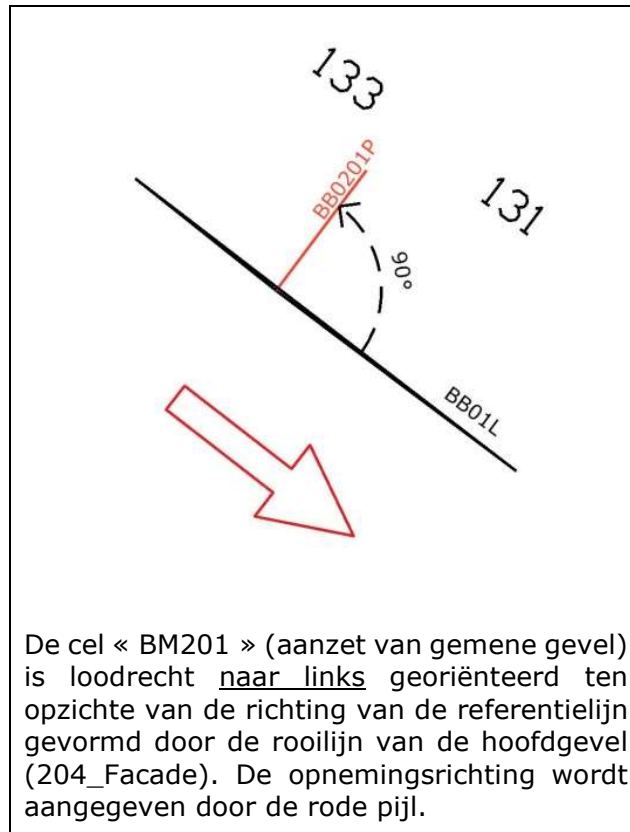 133
BB0201P
131
90°
BB01L
De cel « BM201 » (aanzet van gemene gevel)
is loodrecht naar links georiënteerd ten
opzichte van de richting van de referentielijn
gevormd door de rooilijn van de hoofdgevel
(204_Facade). De opnemingsrichting wordt
aangegeven door de rode pijl.